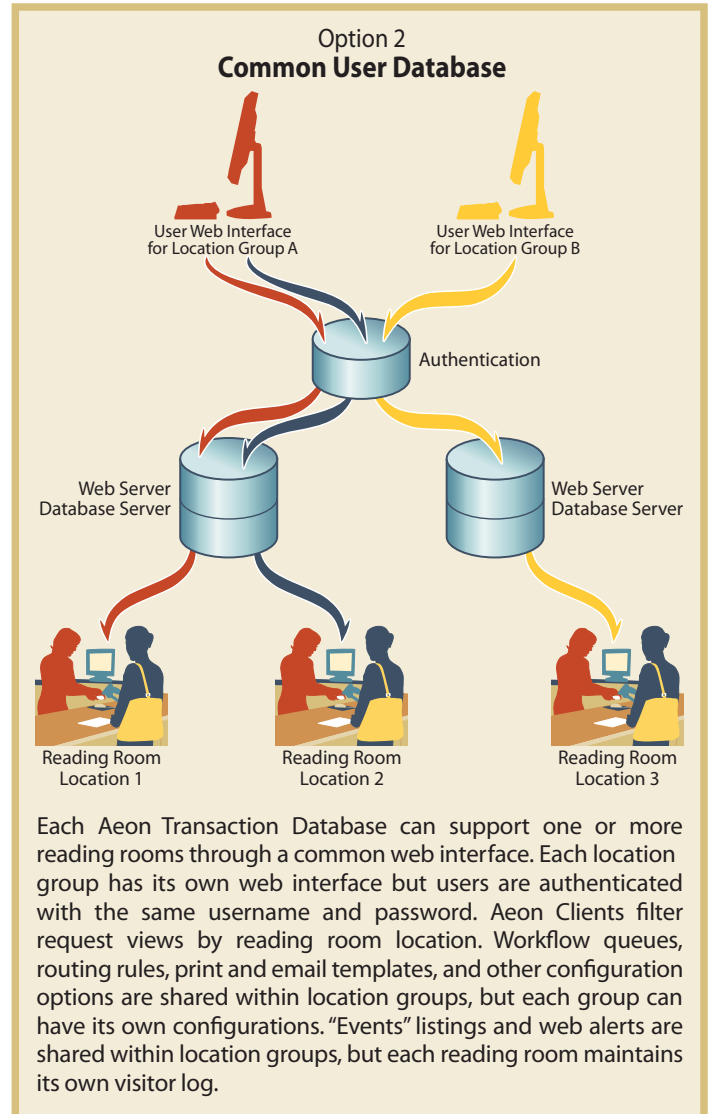 Option 2
Common User Database
User Web Interface
for Location Group A
User Web Interface
for Location Group B
Authentication
Web Server
Database Server
Web Server
Database Server
Reading Room
Location 1
Reading Room
Location 2
Reading Room
Location 3
Each Aeon Transaction Database can support one or more
reading rooms through a common web interface. Each location
group has its own web interface but users are authenticated
with the same username and password. Aeon Clients filter
request views by reading room location. Workflow queues,
routing rules, print and email templates, and other configuration
options are shared within location groups, but each group can
have its own configurations. “Events” listings and web alerts are
shared within location groups, but each reading room maintains
its own visitor log.